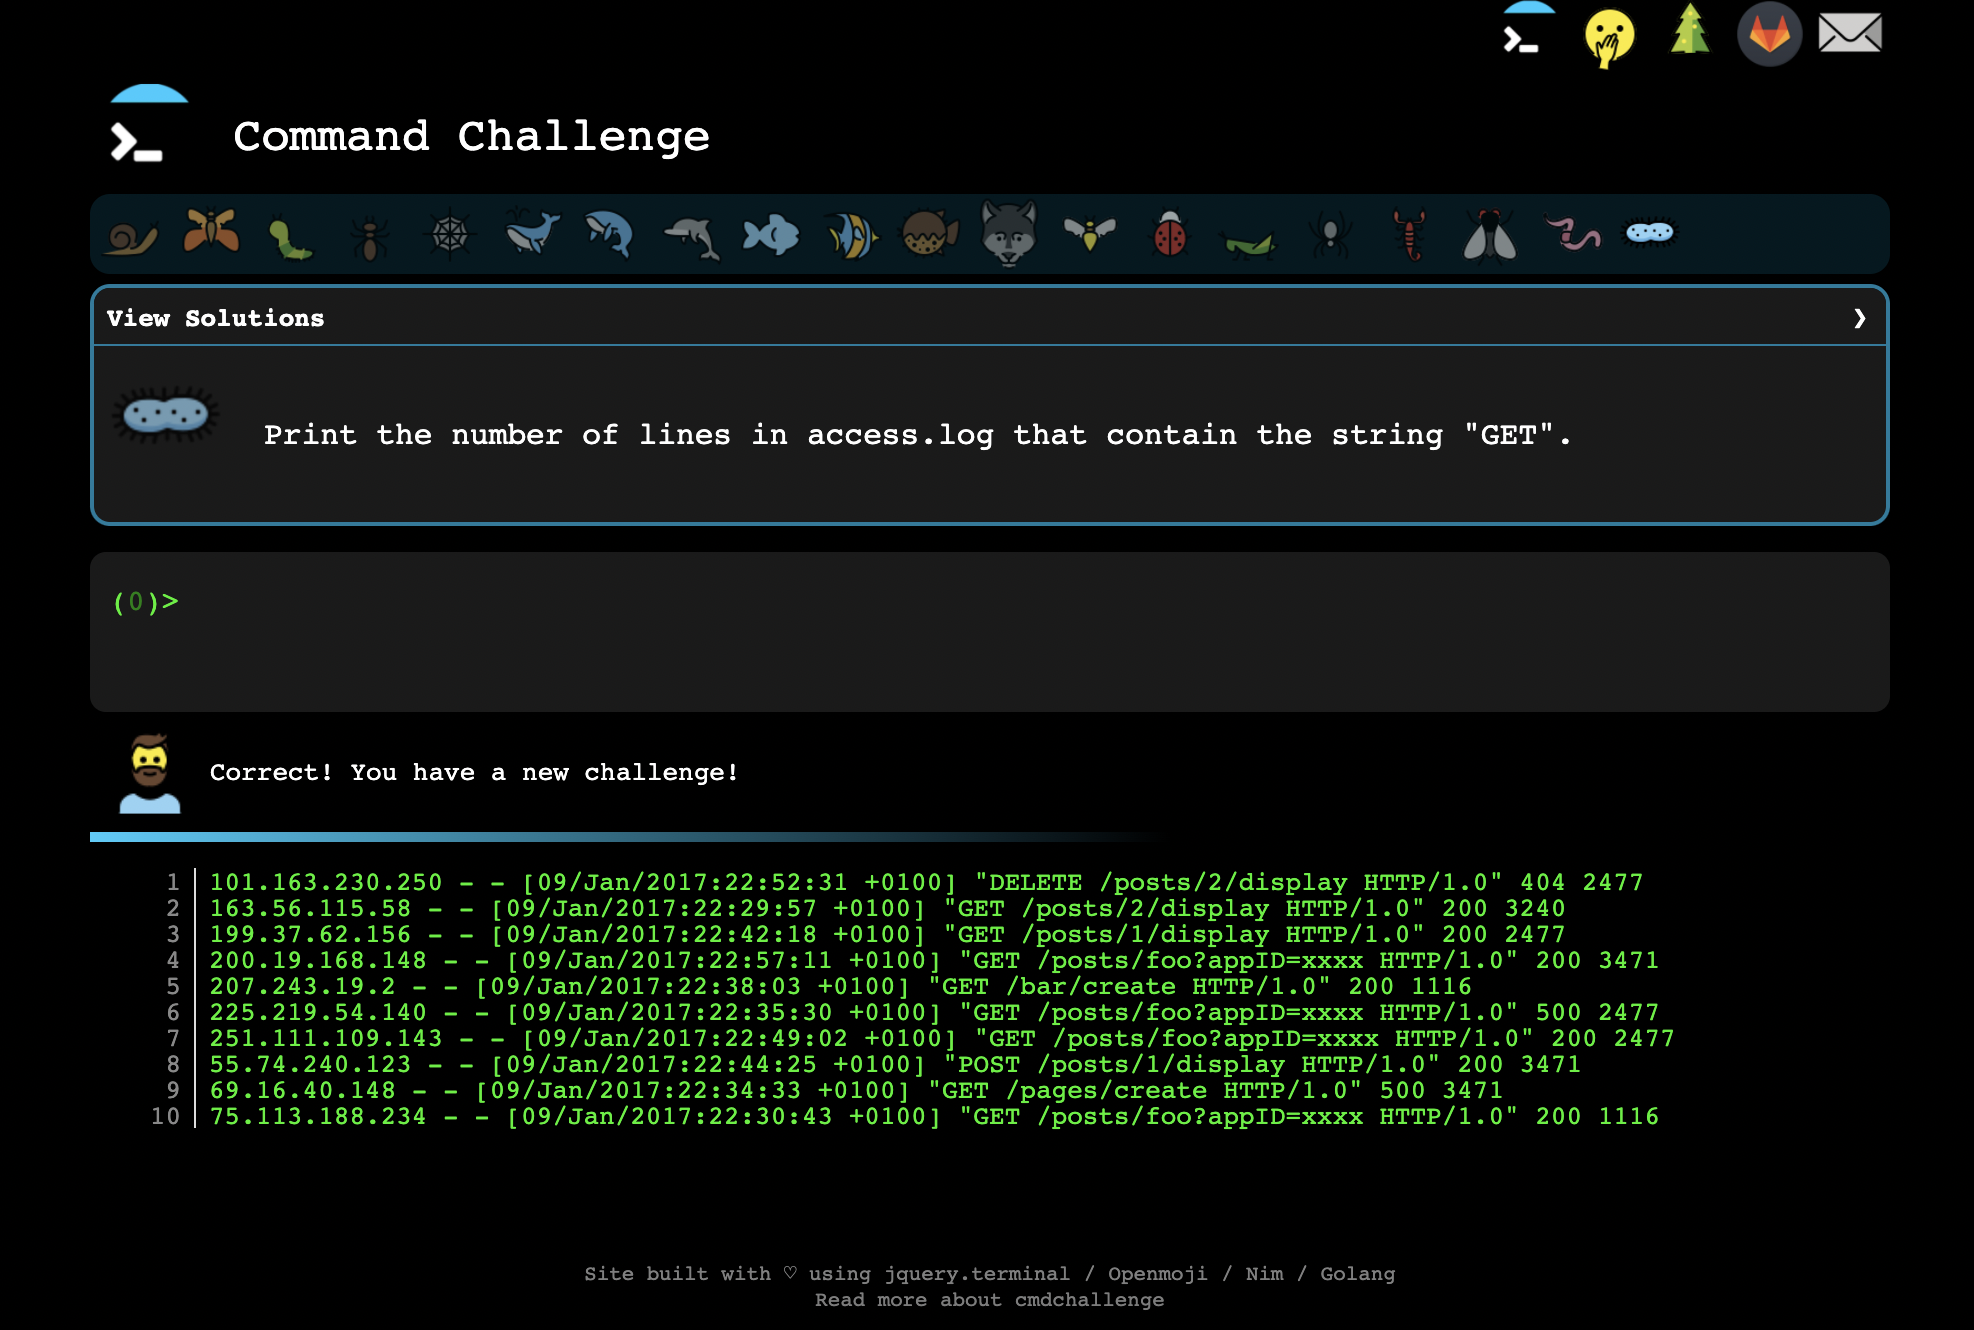 Command Challenge
View Solutions ❯
Print the number of lines in access.log that contain the string "GET".
(0)>
Correct! You have a new challenge!
1 101.163.230.250 - - [09/Jan/2017:22:52:31 +0100] "DELETE /posts/2/display HTTP/1.0" 404 2477
2 163.56.115.58 - - [09/Jan/2017:22:29:57 +0100] "GET /posts/2/display HTTP/1.0" 200 3240
3 199.37.62.156 - - [09/Jan/2017:22:42:18 +0100] "GET /posts/1/display HTTP/1.0" 200 2477
4 200.19.168.148 - - [09/Jan/2017:22:57:11 +0100] "GET /posts/foo?appID=xxxx HTTP/1.0" 200 3471
5 207.243.19.2 - - [09/Jan/2017:22:38:03 +0100] "GET /bar/create HTTP/1.0" 200 1116
6 225.219.54.140 - - [09/Jan/2017:22:35:30 +0100] "GET /posts/foo?appID=xxxx HTTP/1.0" 500 2477
7 251.111.109.143 - - [09/Jan/2017:22:49:02 +0100] "GET /posts/foo?appID=xxxx HTTP/1.0" 200 2477
8 55.74.240.123 - - [09/Jan/2017:22:44:25 +0100] "POST /posts/1/display HTTP/1.0" 200 3471
9 69.16.40.148 - - [09/Jan/2017:22:34:33 +0100] "GET /pages/create HTTP/1.0" 500 3471
10 75.113.188.234 - - [09/Jan/2017:22:30:43 +0100] "GET /posts/foo?appID=xxxx HTTP/1.0" 200 1116
Site built with ♡ using jquery.terminal / Openmoji / Nim / Golang
Read more about cmdchallenge